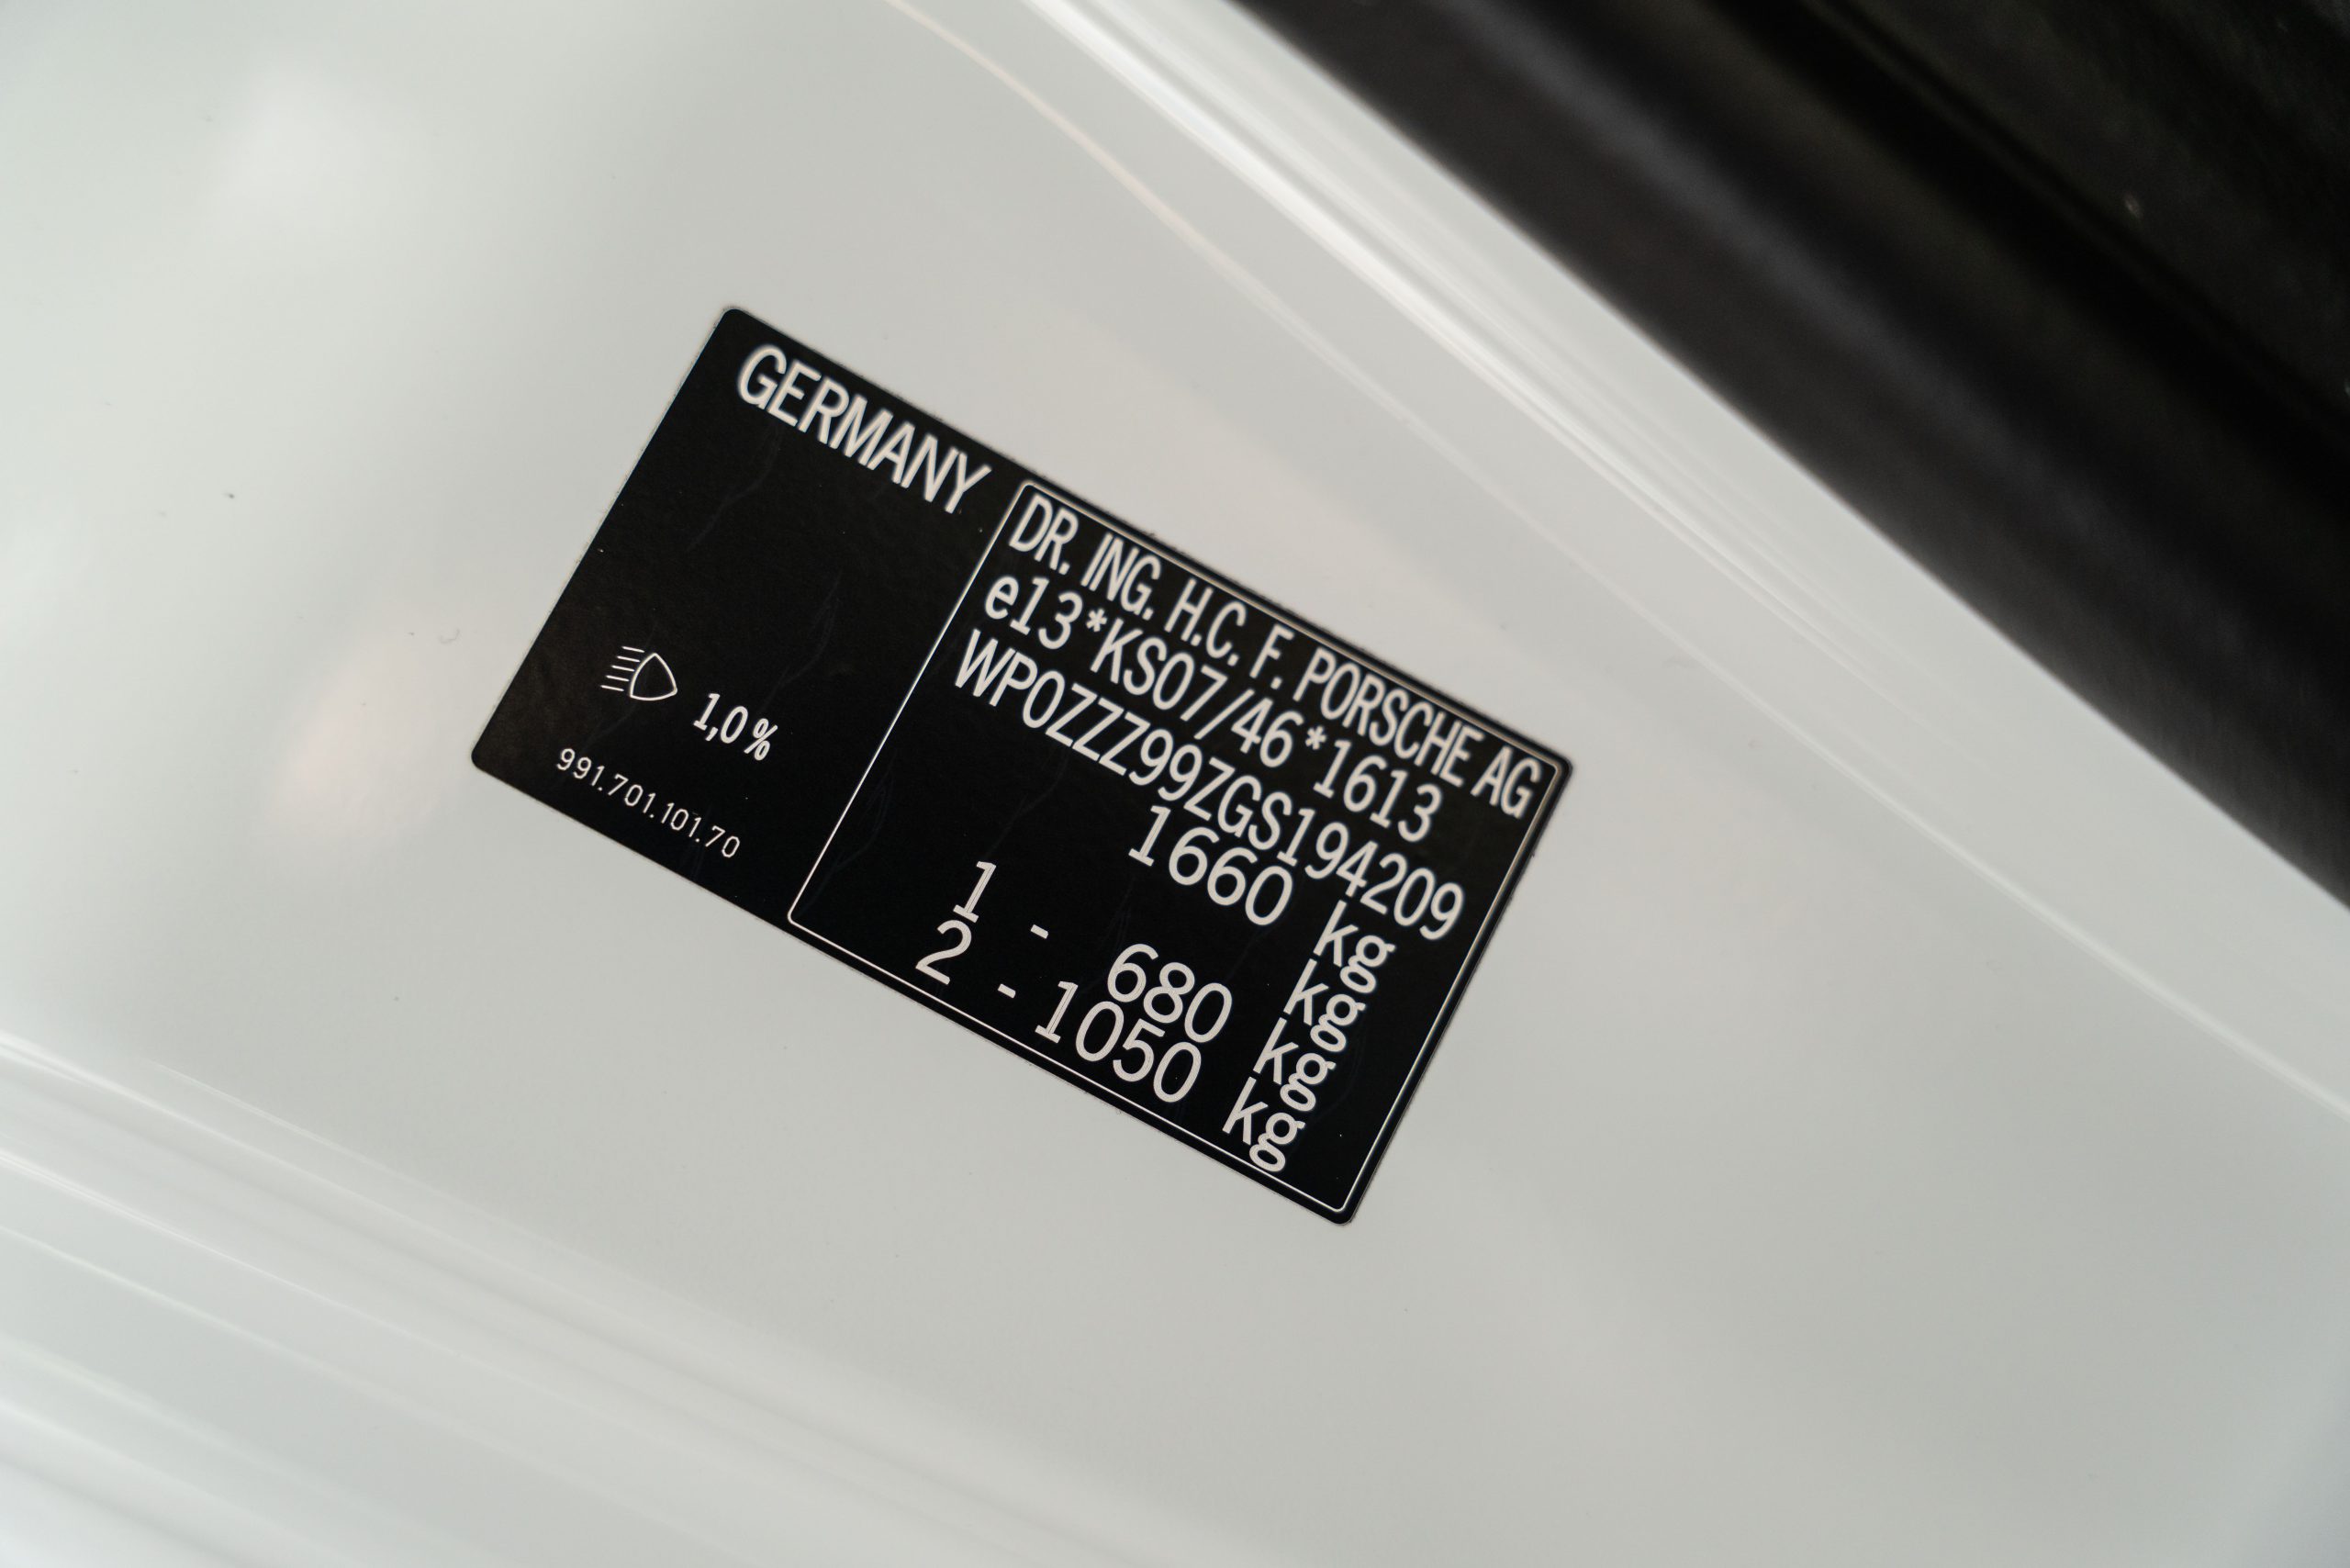 GERMANY
DR. ING. H.C. F. PORSCHE AG
e13*KS07/46*1613
WP0ZZZ99ZGS194209
1660 kg
kg
1 - 680 kg
2 - 1050 kg
1,0%
991.701.101.70